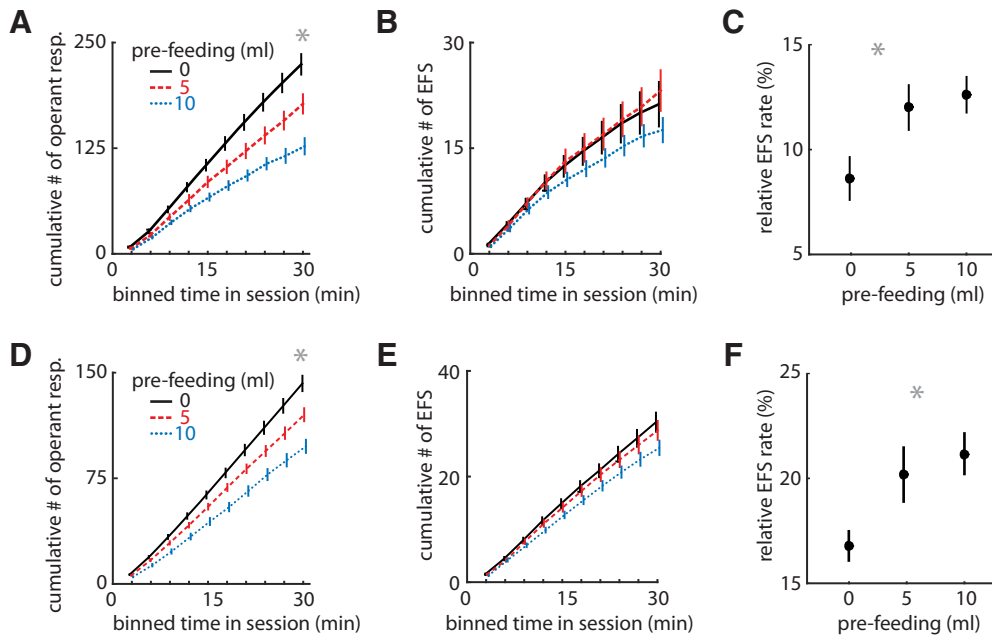 A
250
125
0
cumulative # of operant resp.
pre-feeding (ml)
0
5
10
*
0
15
30
binned time in session (min)
B
30
15
0
cumulative # of EFS
0
15
30
binned time in session (min)
C
15
10
5
relative EFS rate (%)
*
0
5
10
pre-feeding (ml)
D
150
75
0
cumulative # of operant resp.
pre-feeding (ml)
0
5
10
*
0
15
30
binned time in session (min)
E
40
20
0
cumulative # of EFS
0
15
30
binned time in session (min)
F
25
20
15
relative EFS rate (%)
*
0
5
10
pre-feeding (ml)